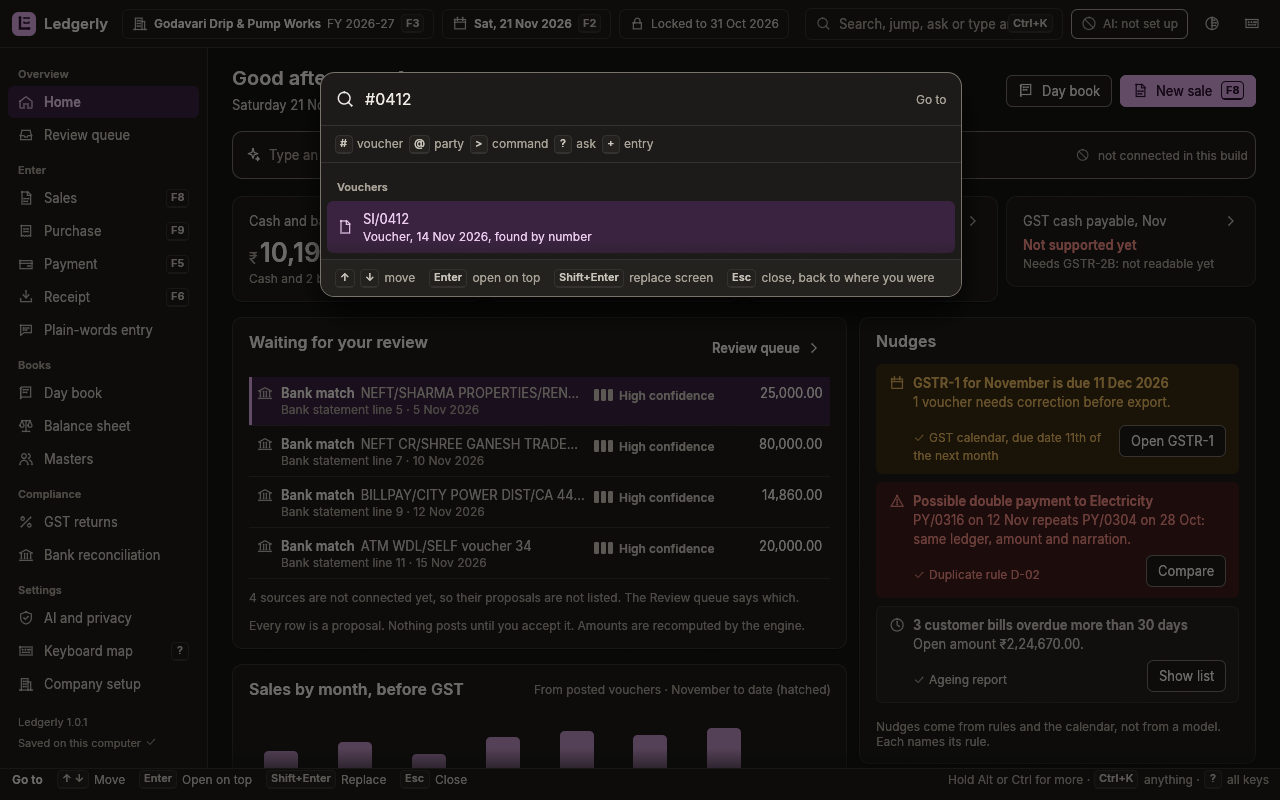 Ledgerly
Godavari Drip & Pump Works FY 2026-27 F3
Sat, 21 Nov 2026 F2
Locked to 31 Oct 2026
Search, jump, ask or type a Ctrl+K
AI: not set up
Overview
Home
Review queue
Enter
Sales F8
Purchase F9
Payment F5
Receipt F6
Plain-words entry
Books
Day book
Balance sheet
Masters
Compliance
GST returns
Bank reconciliation
Settings
AI and privacy
Keyboard map ?
Company setup
Ledgerly 1.0.1
Saved on this computer
Good afte
Saturday 21 No
Day book
New sale F8
#0412 Go to
# voucher @ party > command ? ask + entry
Vouchers
SI/0412
Voucher, 14 Nov 2026, found by number
↑ ↓ move Enter open on top Shift+Enter replace screen Esc close, back to where you were
Type an
not connected in this build
Cash and b
₹10,19
Cash and 2 b
GST cash payable, Nov
Not supported yet
Needs GSTR-2B: not readable yet
Waiting for your review
Review queue
Bank match NEFT/SHARMA PROPERTIES/REN... High confidence 25,000.00
Bank statement line 5 · 5 Nov 2026
Bank match NEFT CR/SHREE GANESH TRADE... High confidence 80,000.00
Bank statement line 7 · 10 Nov 2026
Bank match BILLPAY/CITY POWER DIST/CA 44... High confidence 14,860.00
Bank statement line 9 · 12 Nov 2026
Bank match ATM WDL/SELF voucher 34 High confidence 20,000.00
Bank statement line 11 · 15 Nov 2026
4 sources are not connected yet, so their proposals are not listed. The Review queue says which.
Every row is a proposal. Nothing posts until you accept it. Amounts are recomputed by the engine.
Sales by month, before GST
From posted vouchers · November to date (hatched)
Nudges
GSTR-1 for November is due 11 Dec 2026
1 voucher needs correction before export.
✓ GST calendar, due date 11th of
the next month
Open GSTR-1
Possible double payment to Electricity
PY/0316 on 12 Nov repeats PY/0304 on 28 Oct:
same ledger, amount and narration.
✓ Duplicate rule D-02
Compare
3 customer bills overdue more than 30 days
Open amount ₹2,24,670.00.
✓ Ageing report
Show list
Nudges come from rules and the calendar, not from a model.
Each names its rule.
Go to ↑ ↓ Move Enter Open on top Shift+Enter Replace Esc Close
Hold Alt or Ctrl for more · Ctrl+K anything · ? all keys